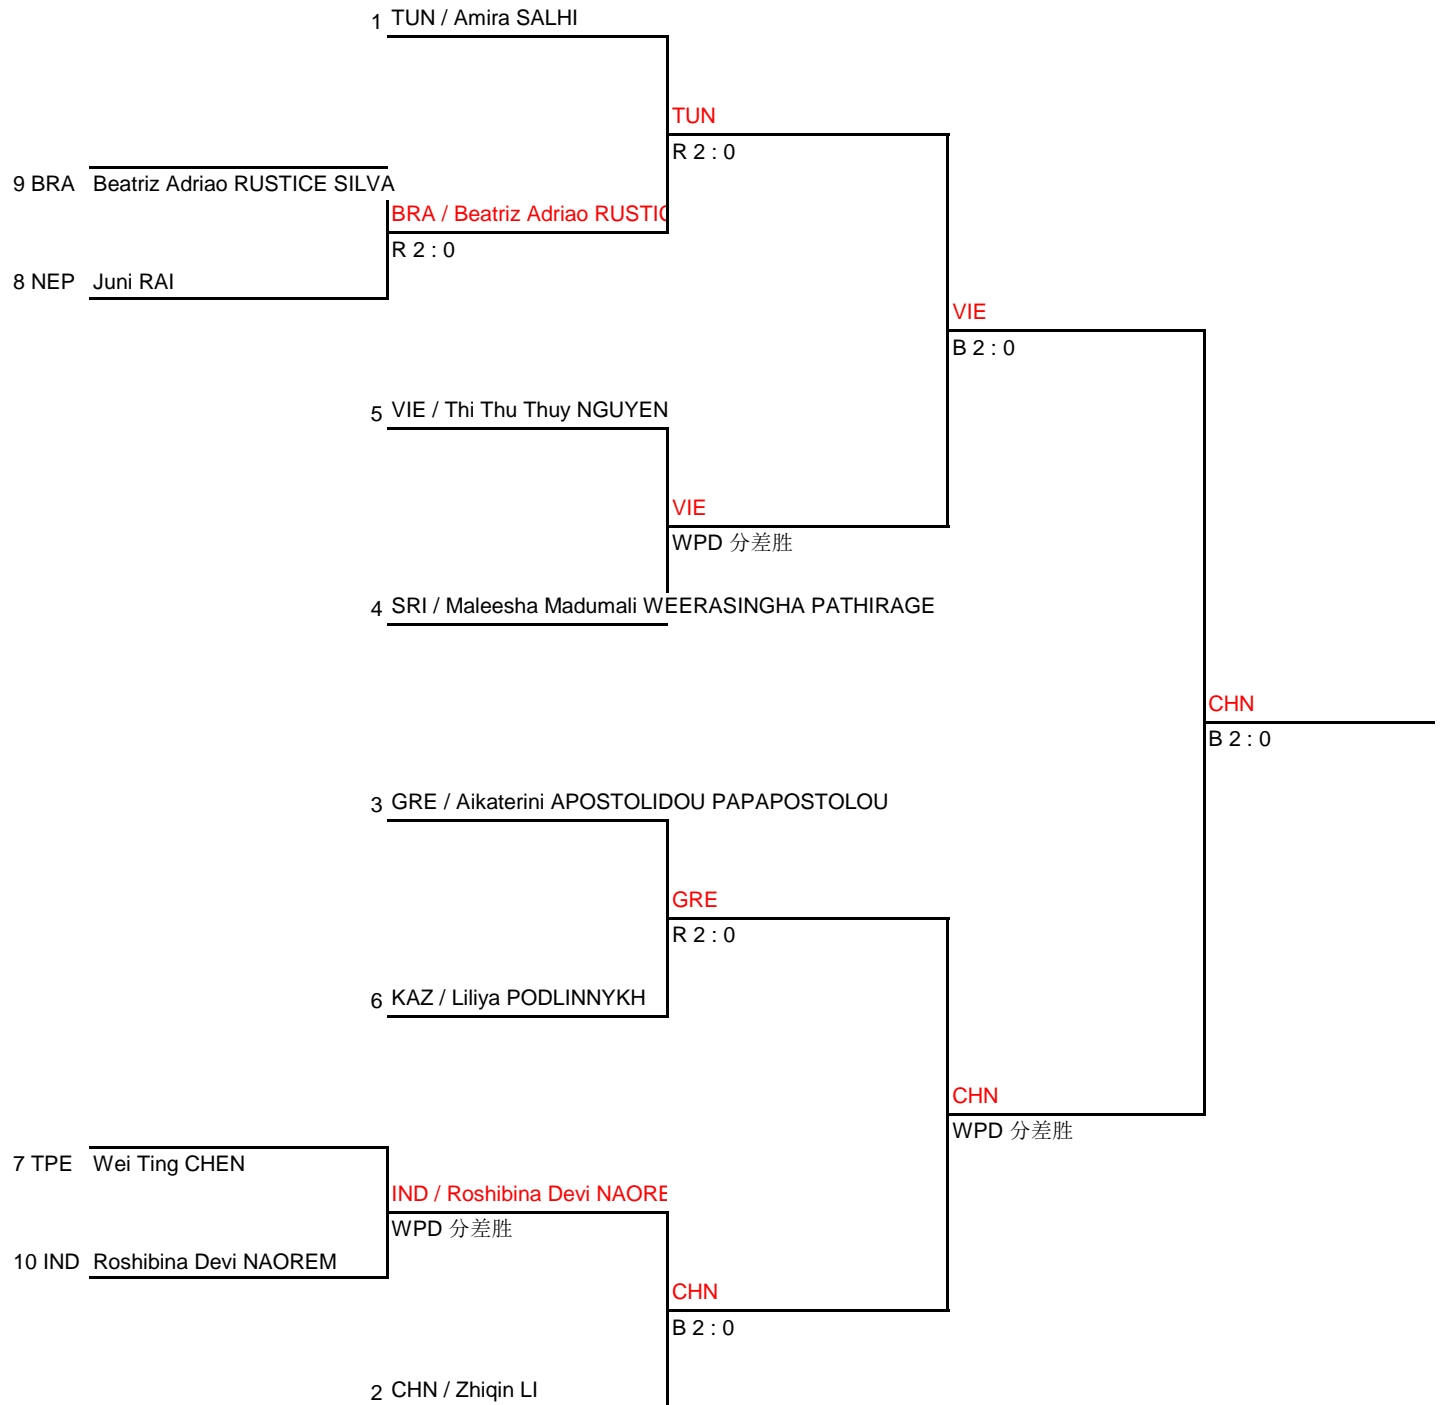 1 TUN / Amira SALHI
TUN
R 2 : 0
9 BRA Beatriz Adriao RUSTICE SILVA
BRA / Beatriz Adriao RUSTIC
R 2 : 0
8 NEP Juni RAI
VIE
B 2 : 0
5 VIE / Thi Thu Thuy NGUYEN
VIE
WPD 分差胜
4 SRI / Maleesha Madumali WEERASINGHA PATHIRAGE
CHN
B 2 : 0
3 GRE / Aikaterini APOSTOLIDOU PAPAPOSTOLOU
GRE
R 2 : 0
6 KAZ / Liliya PODLINNYKH
CHN
WPD 分差胜
7 TPE Wei Ting CHEN
IND / Roshibina Devi NAORE
WPD 分差胜
10 IND Roshibina Devi NAOREM
CHN
B 2 : 0
2 CHN / Zhiqin LI